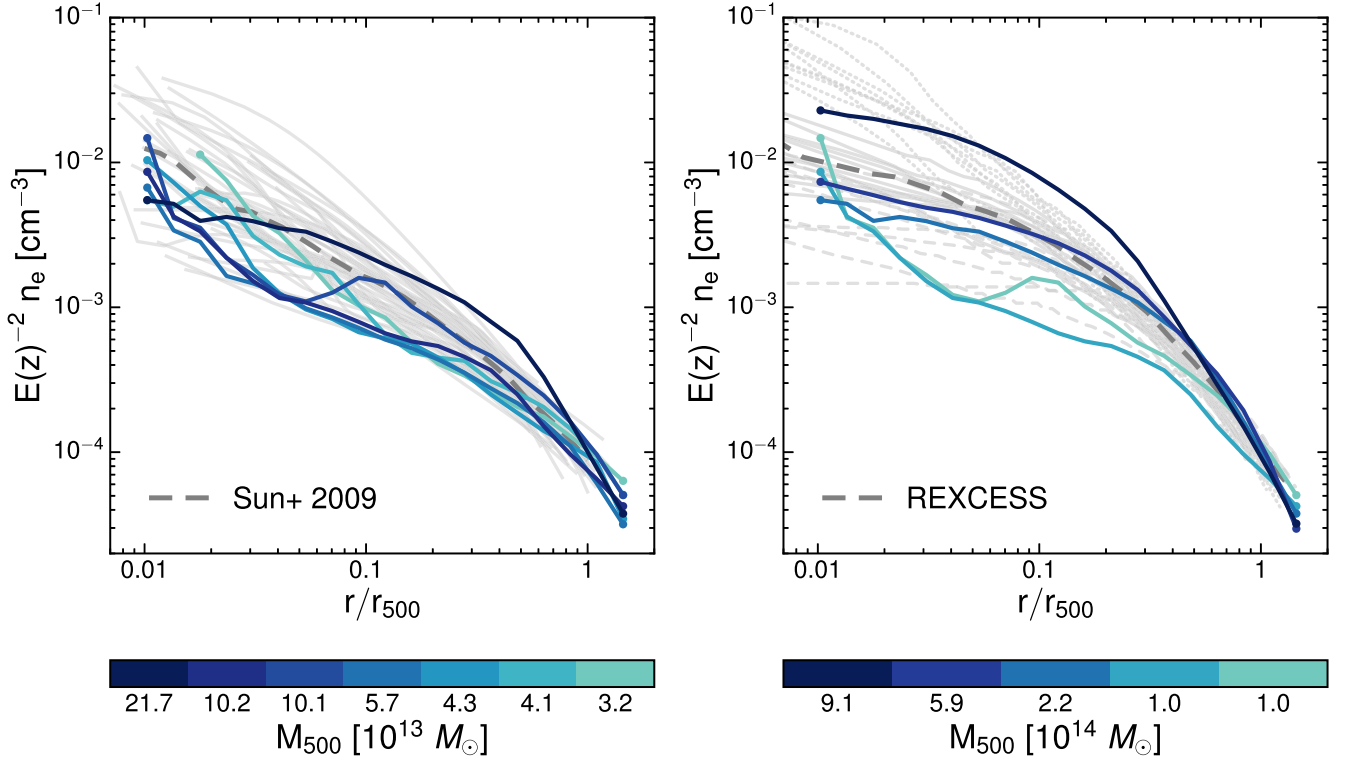 10⁻¹
10⁻²
10⁻³
10⁻⁴
E(z)⁻² nₑ [cm⁻³]
Sun+ 2009
0.01 0.1 1
r/r₅₀₀
21.7 10.2 10.1 5.7 4.3 4.1 3.2
M₅₀₀ [10¹³ M☉]
10⁻¹
10⁻²
10⁻³
10⁻⁴
E(z)⁻² nₑ [cm⁻³]
REXCESS
0.01 0.1 1
r/r₅₀₀
9.1 5.9 2.2 1.0 1.0
M₅₀₀ [10¹⁴ M☉]